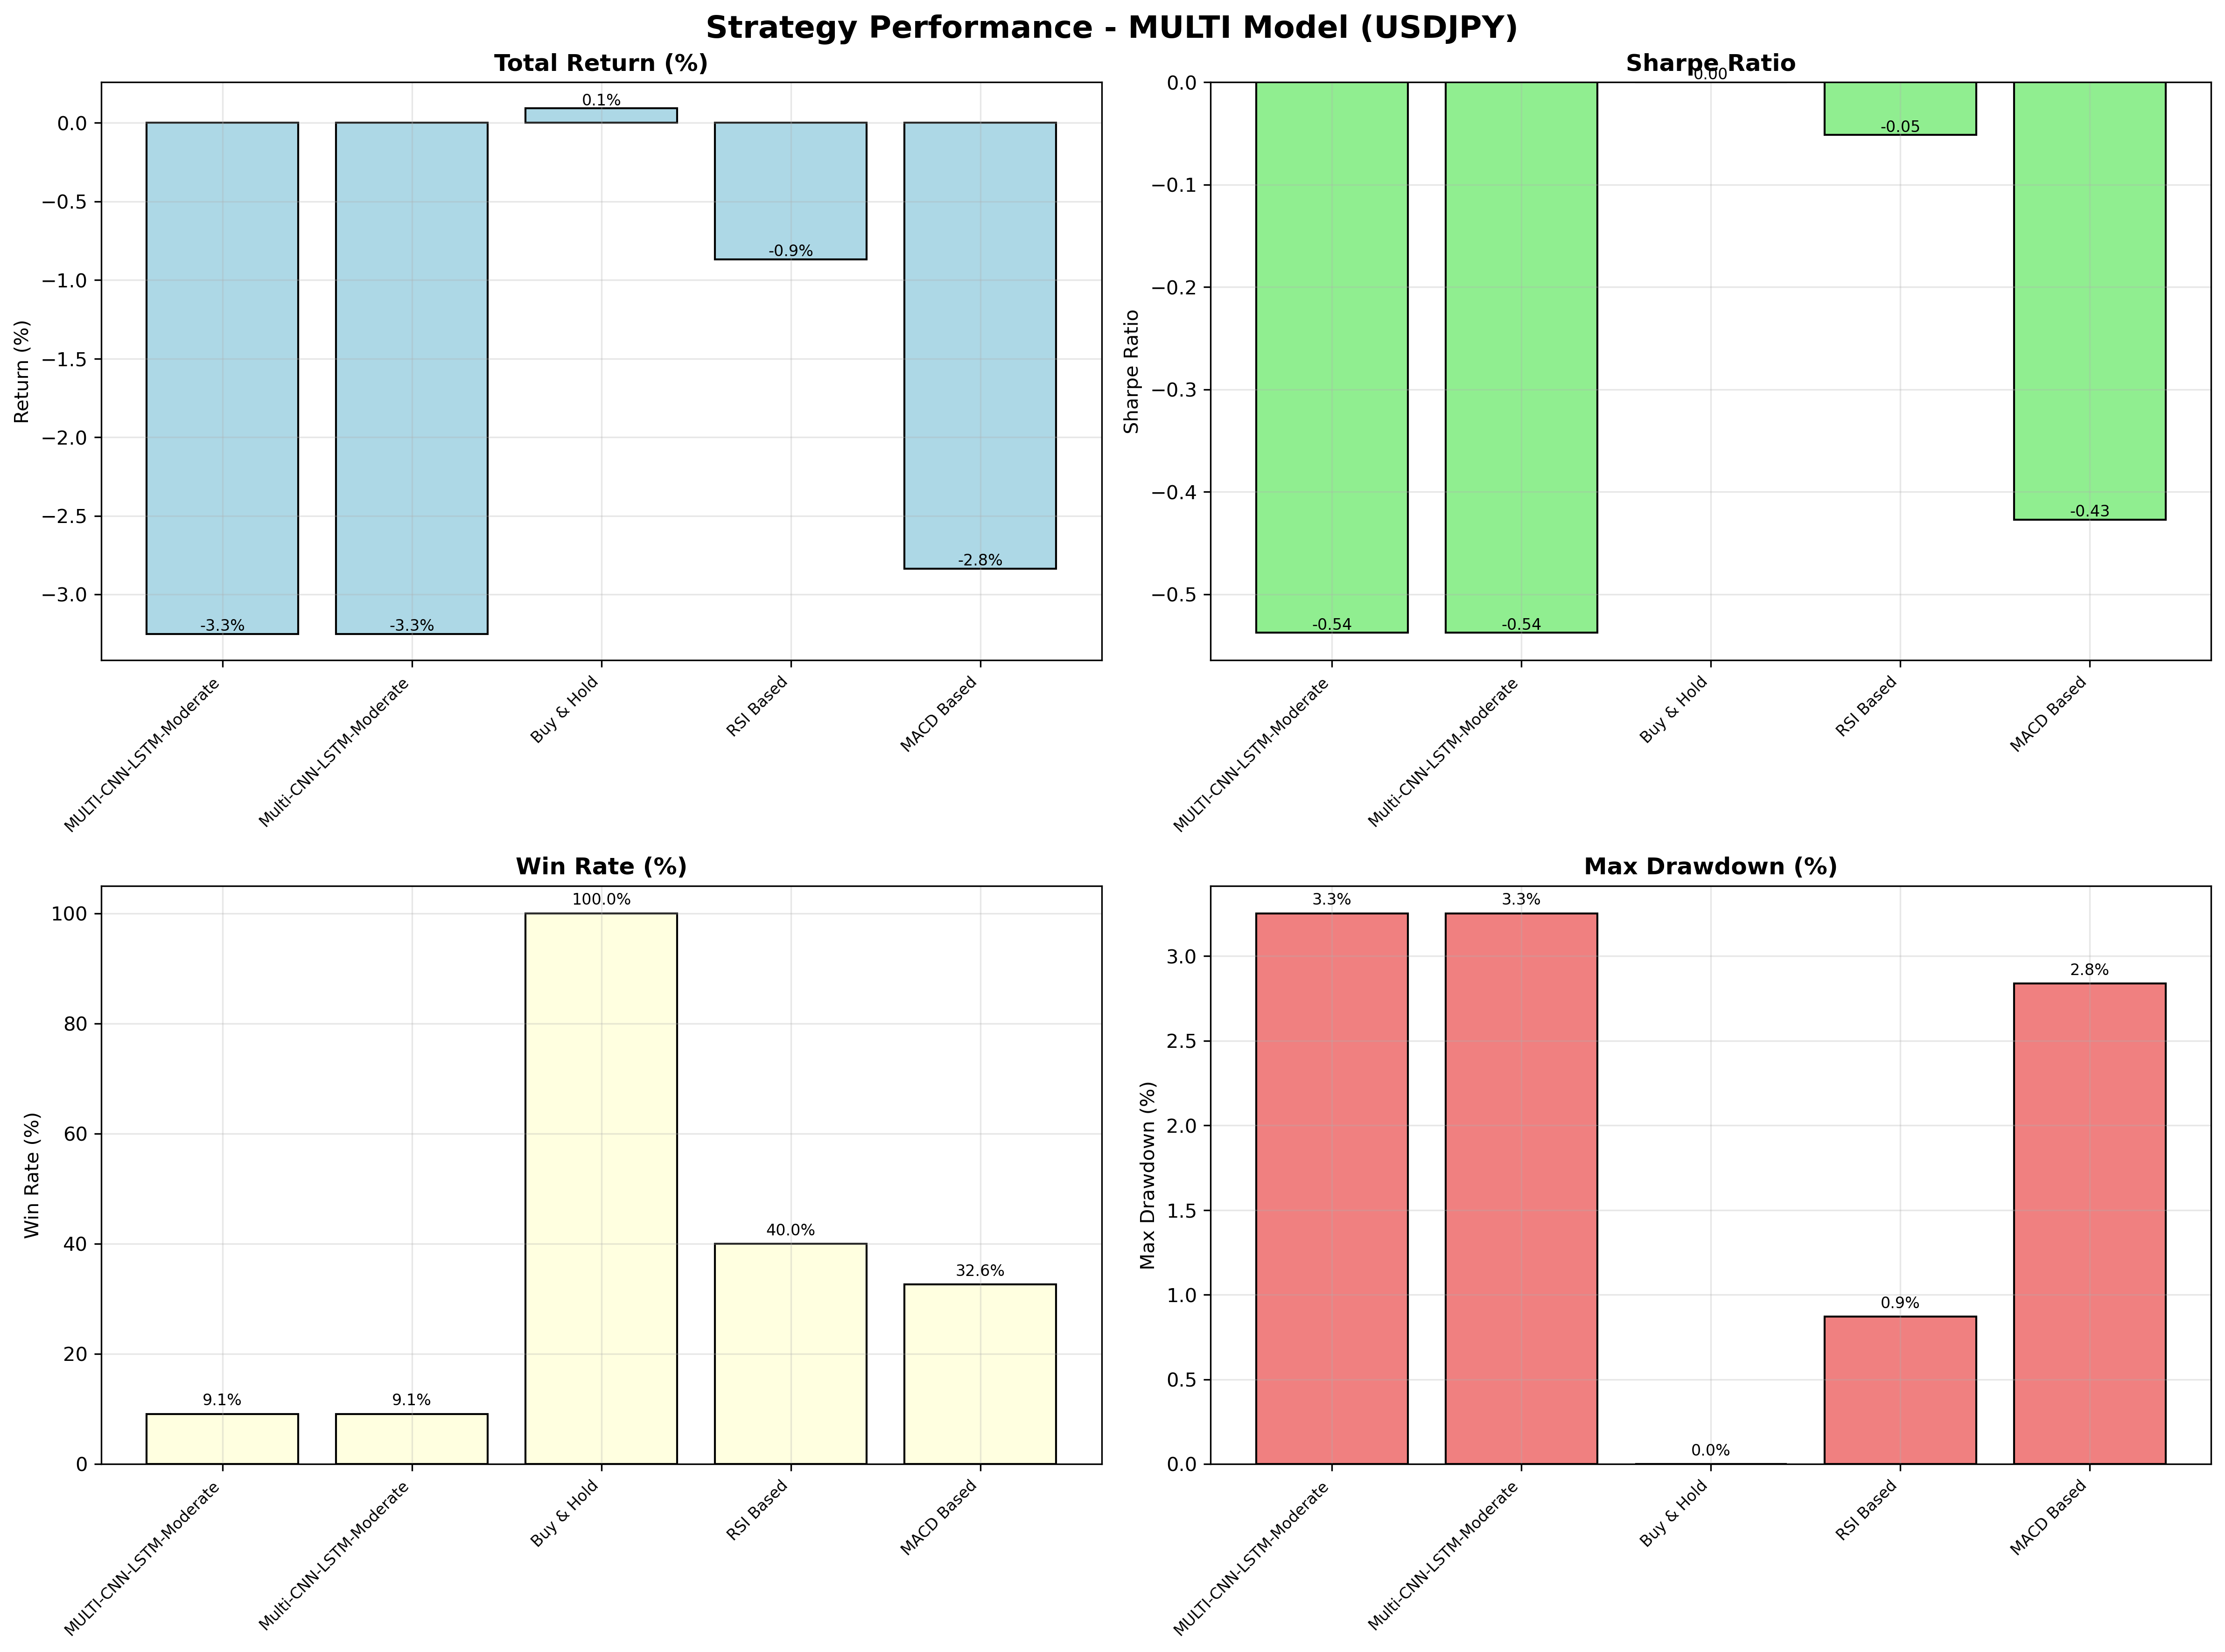 Strategy Performance - MULTI Model (USDJPY)
Total Return (%)
0.0
−0.5
−1.0
−1.5
−2.0
−2.5
−3.0
Return (%)
-3.3%
-3.3%
0.1%
-0.9%
-2.8%
MULTI-CNN-LSTM-Moderate
Multi-CNN-LSTM-Moderate
Buy & Hold
RSI Based
MACD Based
Sharpe Ratio
0.0
−0.1
−0.2
−0.3
−0.4
−0.5
Sharpe Ratio
-0.54
-0.54
0.00
-0.05
-0.43
MULTI-CNN-LSTM-Moderate
Multi-CNN-LSTM-Moderate
Buy & Hold
RSI Based
MACD Based
Win Rate (%)
100
80
60
40
20
0
Win Rate (%)
9.1%
9.1%
100.0%
40.0%
32.6%
MULTI-CNN-LSTM-Moderate
Multi-CNN-LSTM-Moderate
Buy & Hold
RSI Based
MACD Based
Max Drawdown (%)
3.0
2.5
2.0
1.5
1.0
0.5
0.0
Max Drawdown (%)
3.3%
3.3%
0.0%
0.9%
2.8%
MULTI-CNN-LSTM-Moderate
Multi-CNN-LSTM-Moderate
Buy & Hold
RSI Based
MACD Based